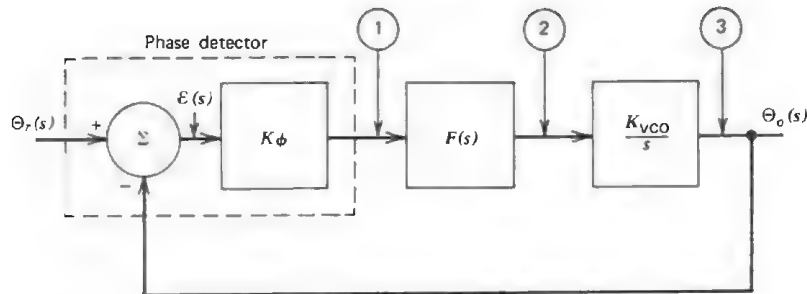 1
2
3
Phase detector
Θr(s)
+
Σ
−
ℰ(s)
Kϕ
F(s)
KVCO
s
Θo(s)